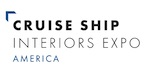 CRUISE SHIP
INTERIORS EXPO
AMERICA